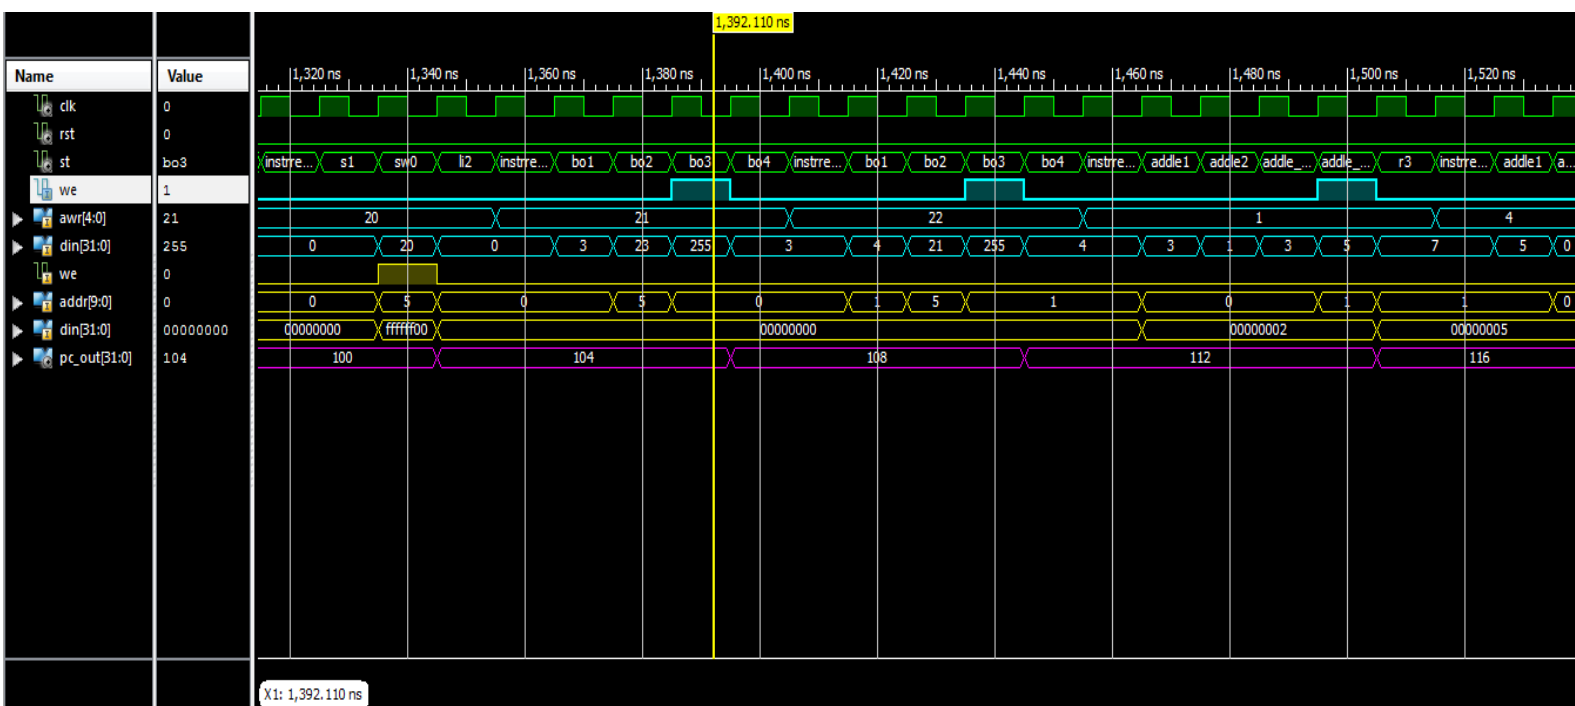 1,392.110 ns
Name Value 1,320 ns 1,340 ns 1,360 ns 1,380 ns 1,400 ns 1,420 ns 1,440 ns 1,460 ns 1,480 ns 1,500 ns 1,520 ns
clk 0
rst 0
st bo3 instrre... s1 sw0 li2 instrre... bo1 bo2 bo3 bo4 instrre... bo1 bo2 bo3 bo4 instrre... addle1 addle2 addle_... addle_... r3 instrre... addle1 a...
we 1
awr[4:0] 21 20 21 22 1 4
din[31:0] 255 0 20 0 3 23 255 3 4 21 255 4 3 1 3 5 7 5 0
we 0
addr[9:0] 0 0 5 0 5 0 1 5 1 0 1 1 0
din[31:0] 00000000 00000000 ffffff00 00000000 00000002 00000005
pc_out[31:0] 104 100 104 108 112 116
X1: 1,392.110 ns